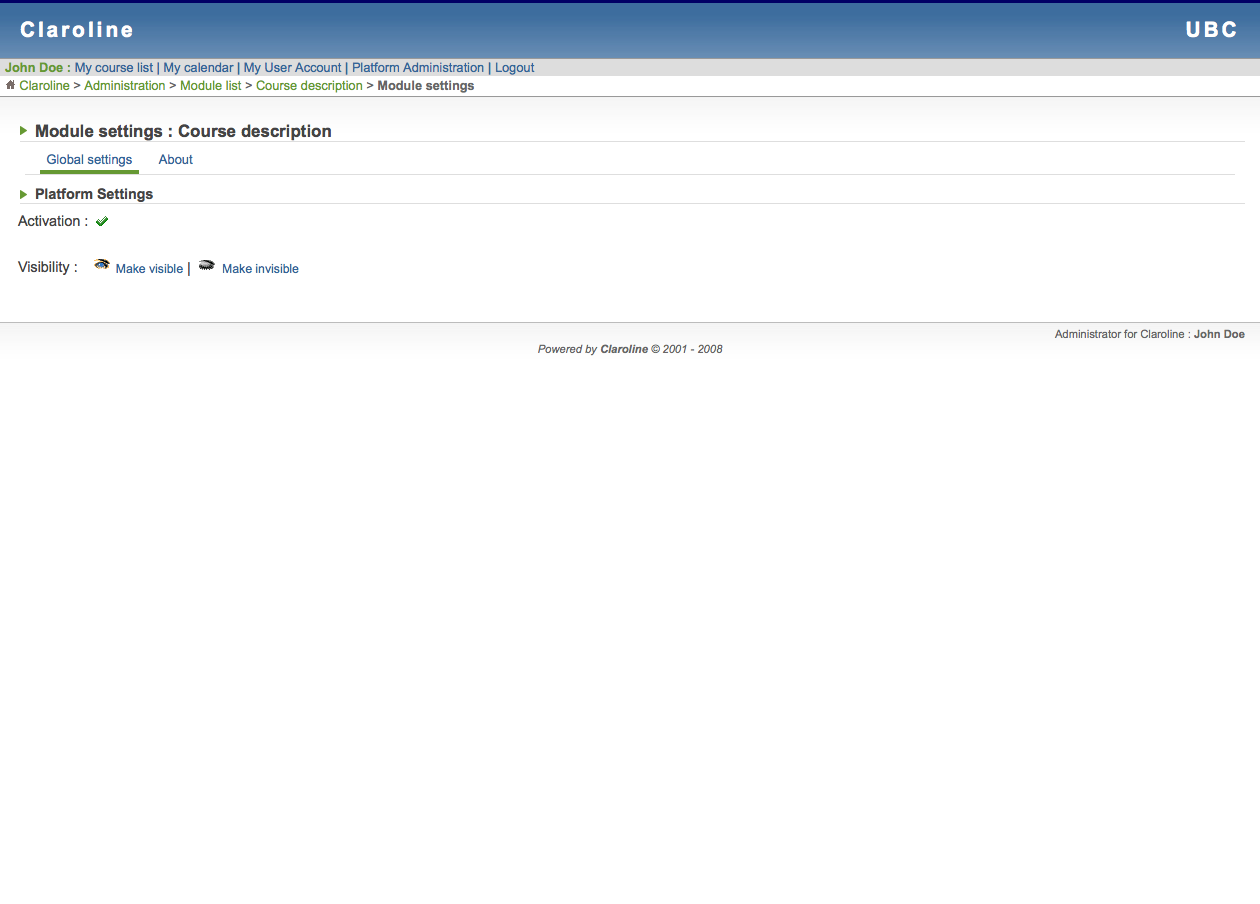 Claroline UBC
John Doe : My course list | My calendar | My User Account | Platform Administration | Logout
Claroline > Administration > Module list > Course description > Module settings
Module settings : Course description
Global settings About
Platform Settings
Activation :
Visibility : Make visible | Make invisible
Administrator for Claroline : John Doe
Powered by Claroline © 2001 - 2008